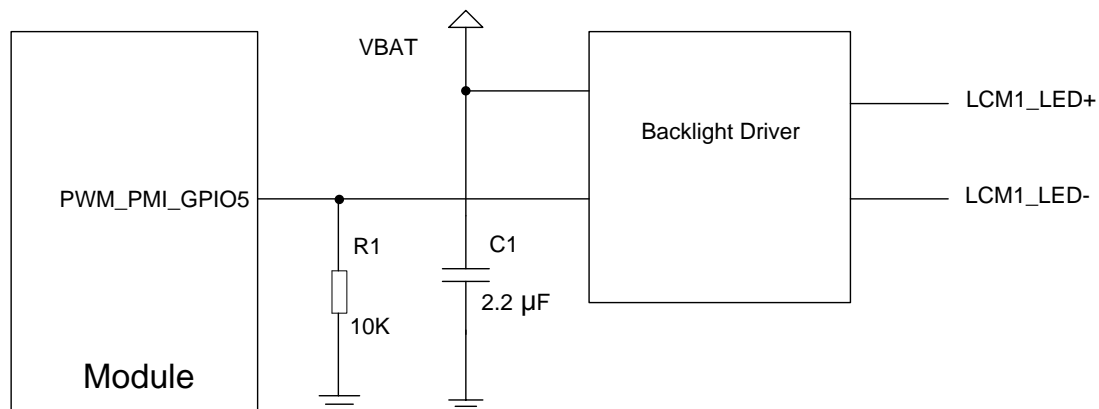 VBAT
LCM1_LED+
Backlight Driver
PWM_PMI_GPIO5
LCM1_LED-
R1
C1
2.2 µF
10K
Module